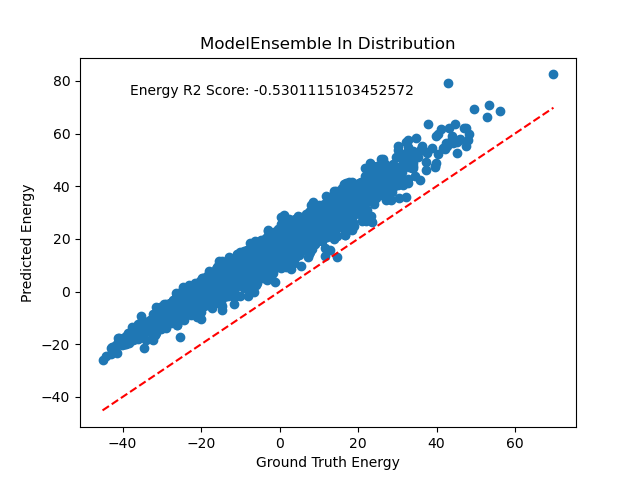 ModelEnsemble In Distribution
Energy R2 Score: -0.5301115103452572
Predicted Energy
80
60
40
20
0
−20
−40
−40 −20 0 20 40 60
Ground Truth Energy